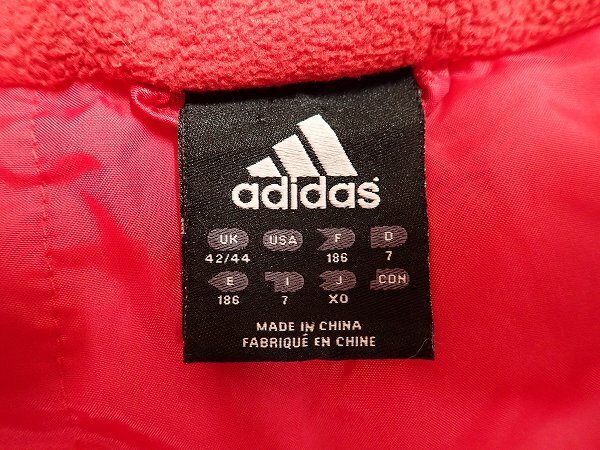 adidas
UK USA F D
42/44 186 7
E I J CDN
186 7 XO
MADE IN CHINA
FABRIQUÉ EN CHINE